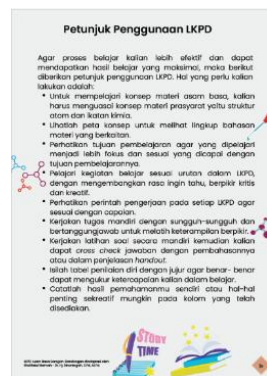 Petunjuk Penggunaan LKPD
Agar proses belajar kalian lebih efektif dan dapat
mendapatkan hasil belajar yang maksimal, maka berikut
diberikan petunjuk penggunaan LKPD. Hal yang perlu kalian
lakukan adalah:
• Untuk mempelajari konsep materi asam basa, kalian
harus menguasai konsep materi prasyarat yaitu struktur
atom dan ikatan kimia.
• Lihatlah peta konsep untuk melihat lingkup bahasan
materi yang berkaitan.
• Perhatikan tujuan pembelajaran agar yang dipelajari
menjadi lebih fokus dan sesuai yang dicapai dengan
tujuan pembelajarannya.
• Pelajari kegiatan belajar sesuai urutan dalam LKPD,
dengan mengembangkan rasa ingin tahu, berpikir kritis
dan kreatif.
• Perhatikan perintah pengerjaan pada setiap LKPD agar
sesuai dengan capaian.
• Kerjakan tugas mandiri dengan sungguh-sungguh dan
bertanggungjawab untuk melatih keterampilan berpikir.
• Kerjakan latihan soal secara mandiri kemudian kalian
dapat cross check jawaban dengan pembahasannya
atau dalam penjelasan handout.
• Isilah tabel penilaian diri dengan jujur agar benar- benar
dapat mengukur ketercapaian kalian dalam belajar.
• Catatlah hasil pemahamanmu sendiri atau hal-hal
penting sekreatif mungkin pada kolom yang telah
disediakan.
STORY
TIME